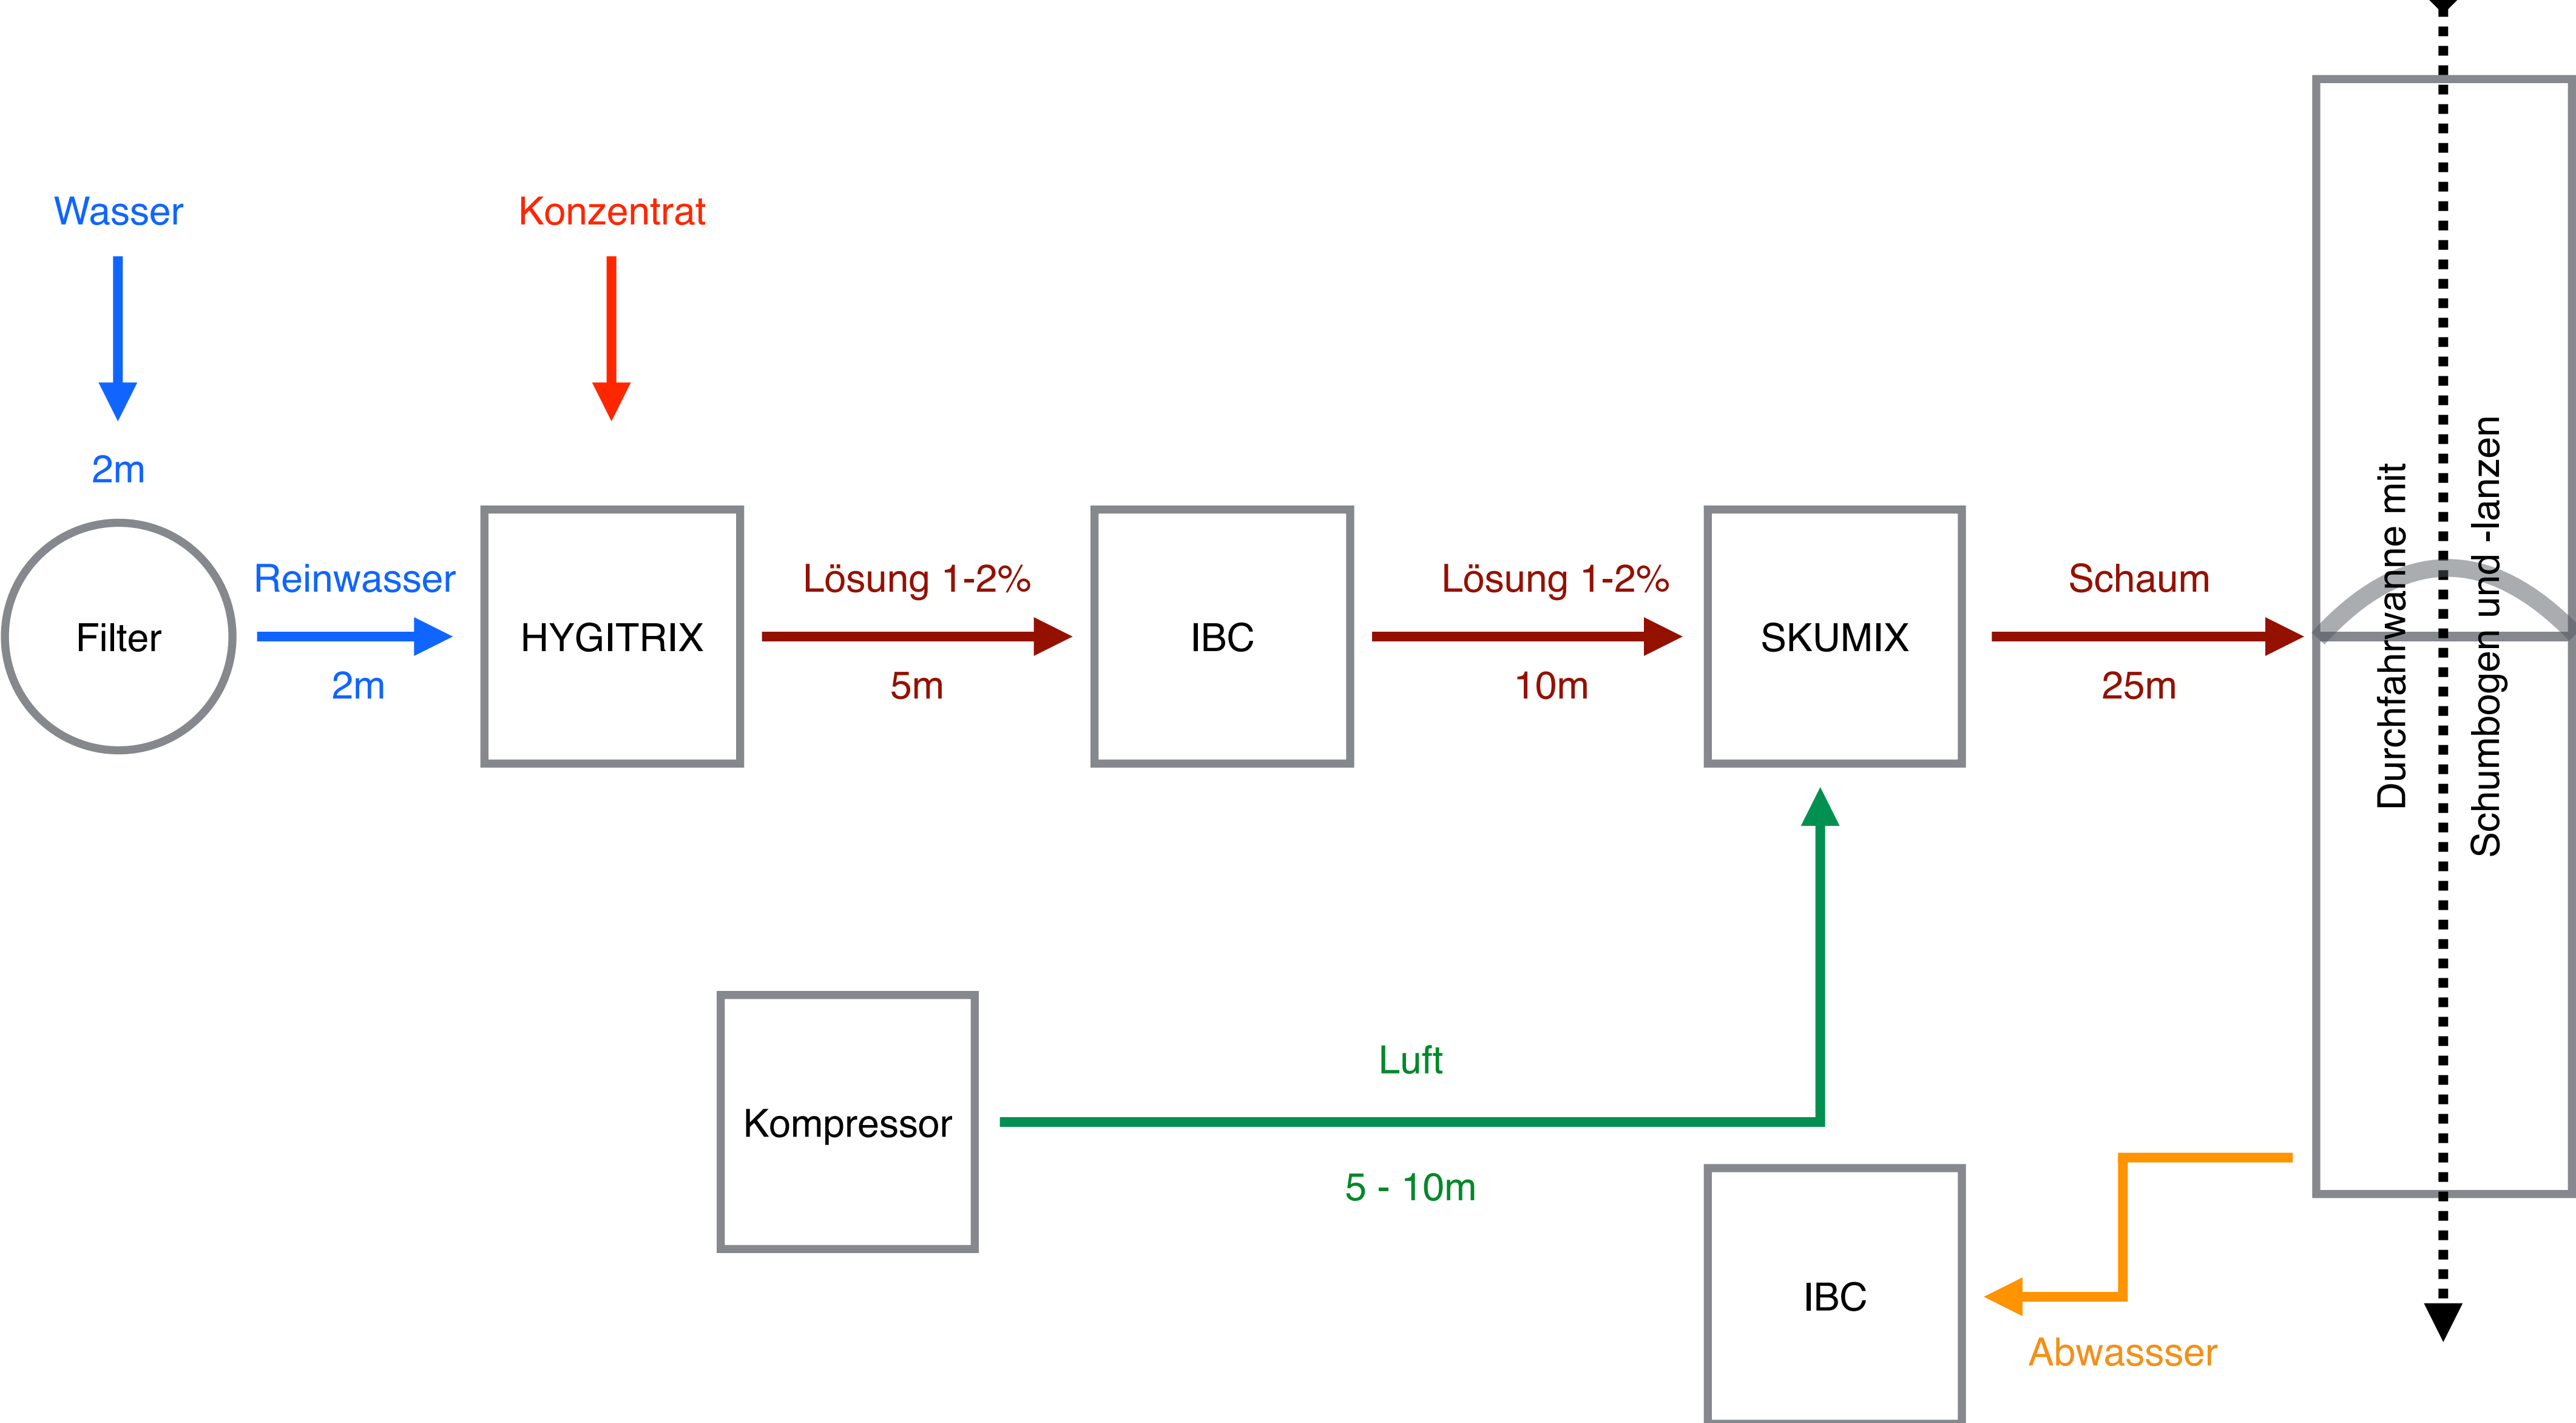 Wasser
Konzentrat
2m
Filter
Reinwasser
2m
HYGITRIX
Lösung 1-2%
5m
IBC
Lösung 1-2%
10m
SKUMIX
Schaum
25m
Durchfahrwanne mit
Schumbogen und -lanzen
Kompressor
Luft
5 - 10m
IBC
Abwassser